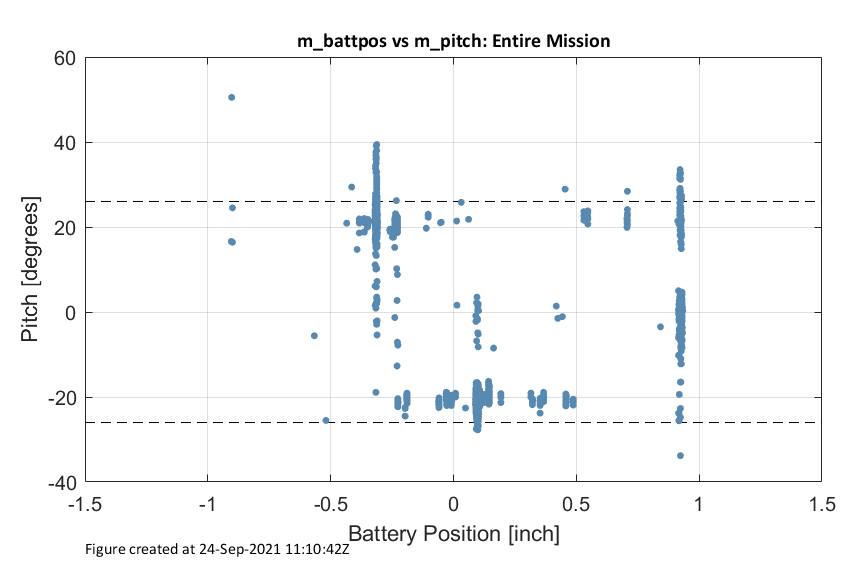 m_battpos vs m_pitch: Entire Mission
60
40
20
0
-20
-40
Pitch [degrees]
-1.5 -1 -0.5 0 0.5 1 1.5
Battery Position [inch]
Figure created at 24-Sep-2021 11:10:42Z